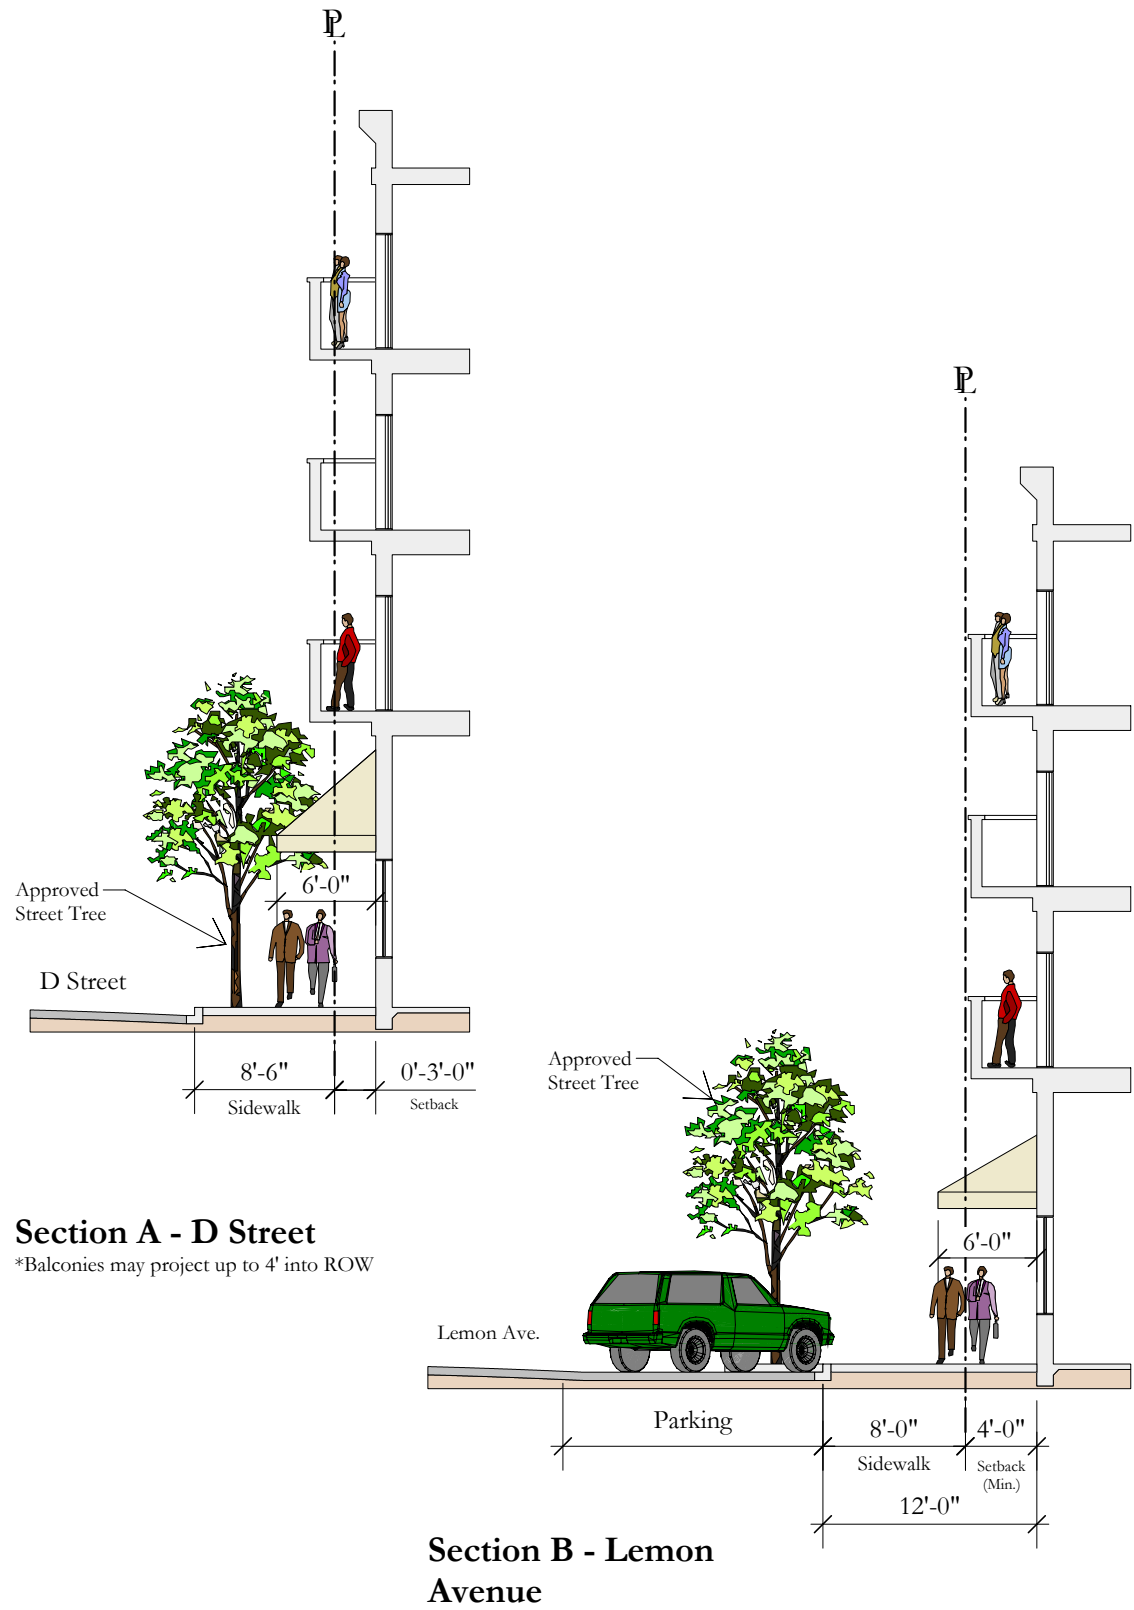 PL
PL
6'-0"
Approved
Street Tree
D Street
8'-6"
0'-3'-0"
Sidewalk
Setback
Approved
Street Tree
Section A - D Street
*Balconies may project up to 4' into ROW
6'-0"
Lemon Ave.
Parking
8'-0"
4'-0"
Sidewalk
Setback
(Min.)
12'-0"
Section B - Lemon
Avenue